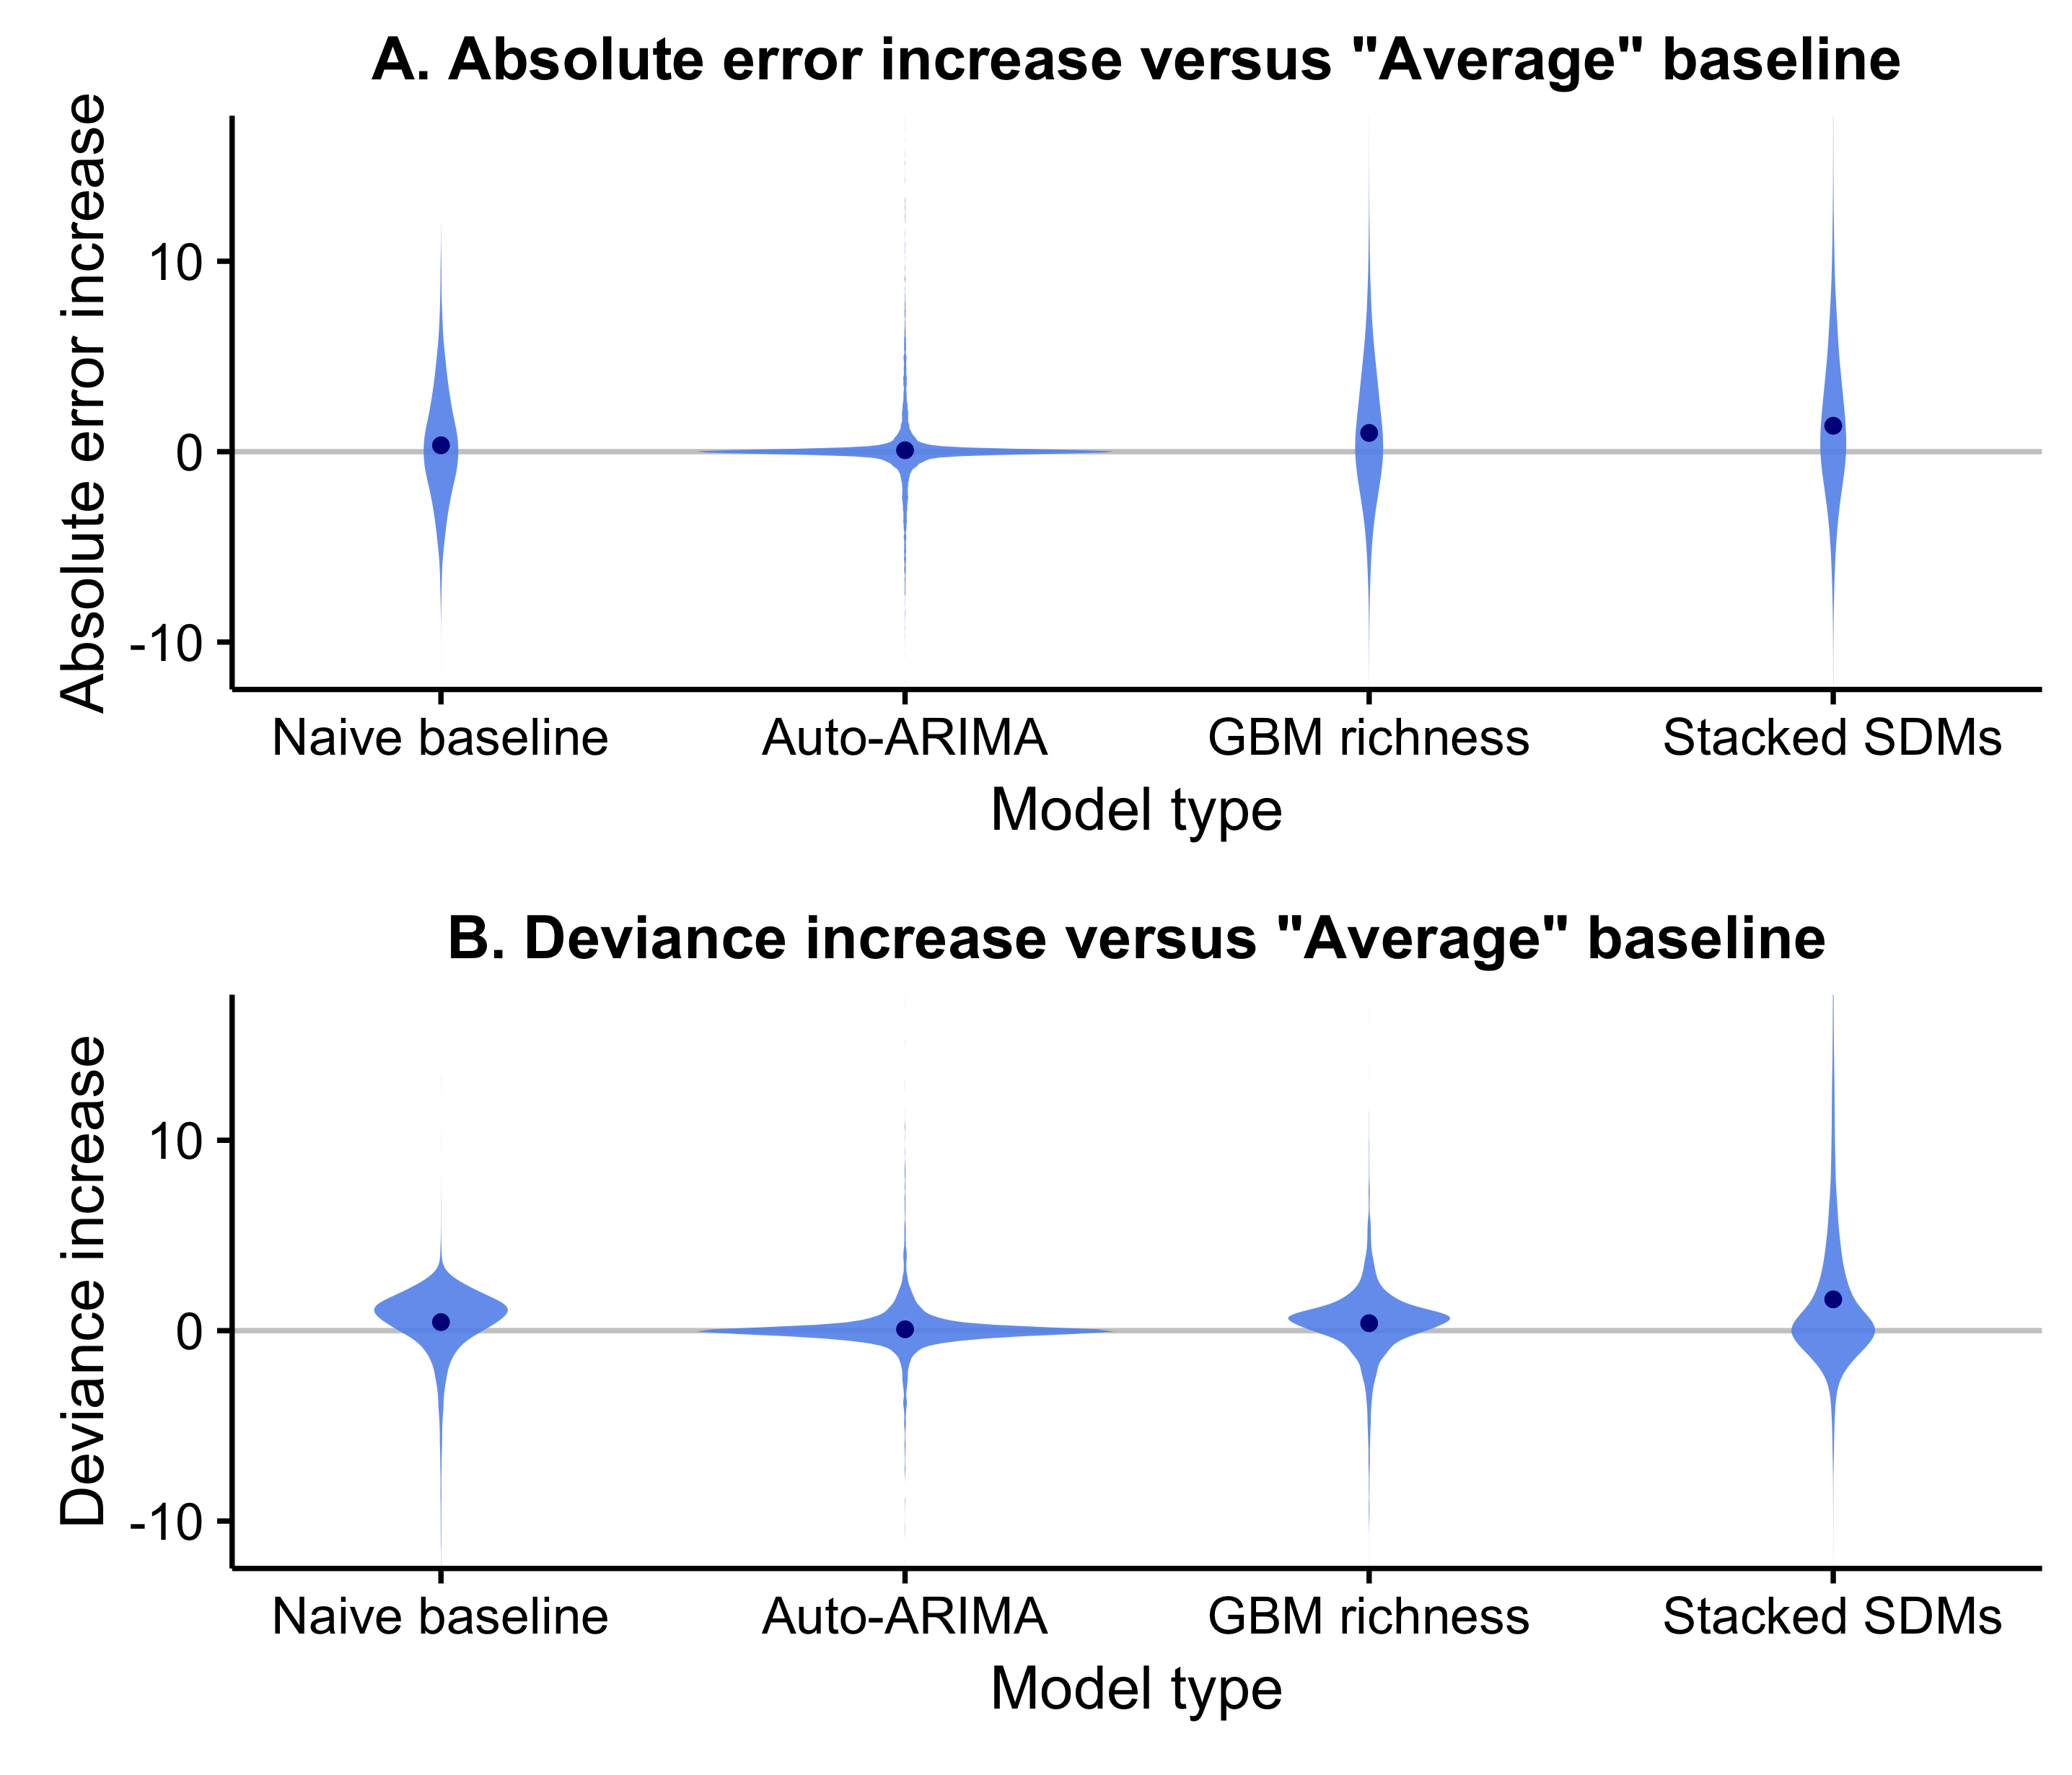 A. Absolute error increase versus "Average" baseline
Absolute error increase
10
0
-10
Naive baseline Auto-ARIMA GBM richness Stacked SDMs
Model type
B. Deviance increase versus "Average" baseline
Deviance increase
10
0
-10
Naive baseline Auto-ARIMA GBM richness Stacked SDMs
Model type